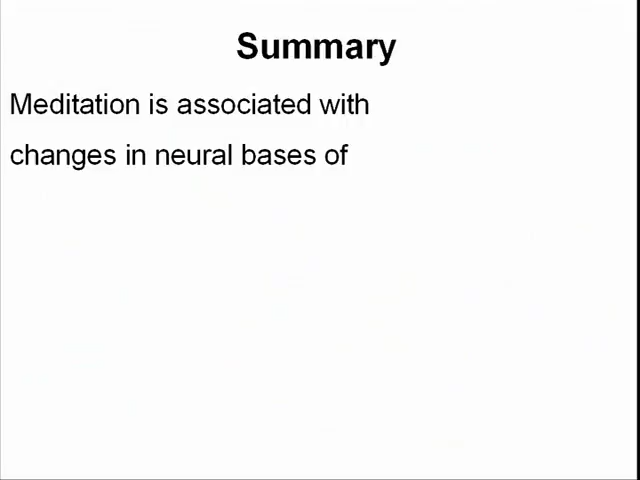 Summary
Meditation is associated with
changes in neural bases of